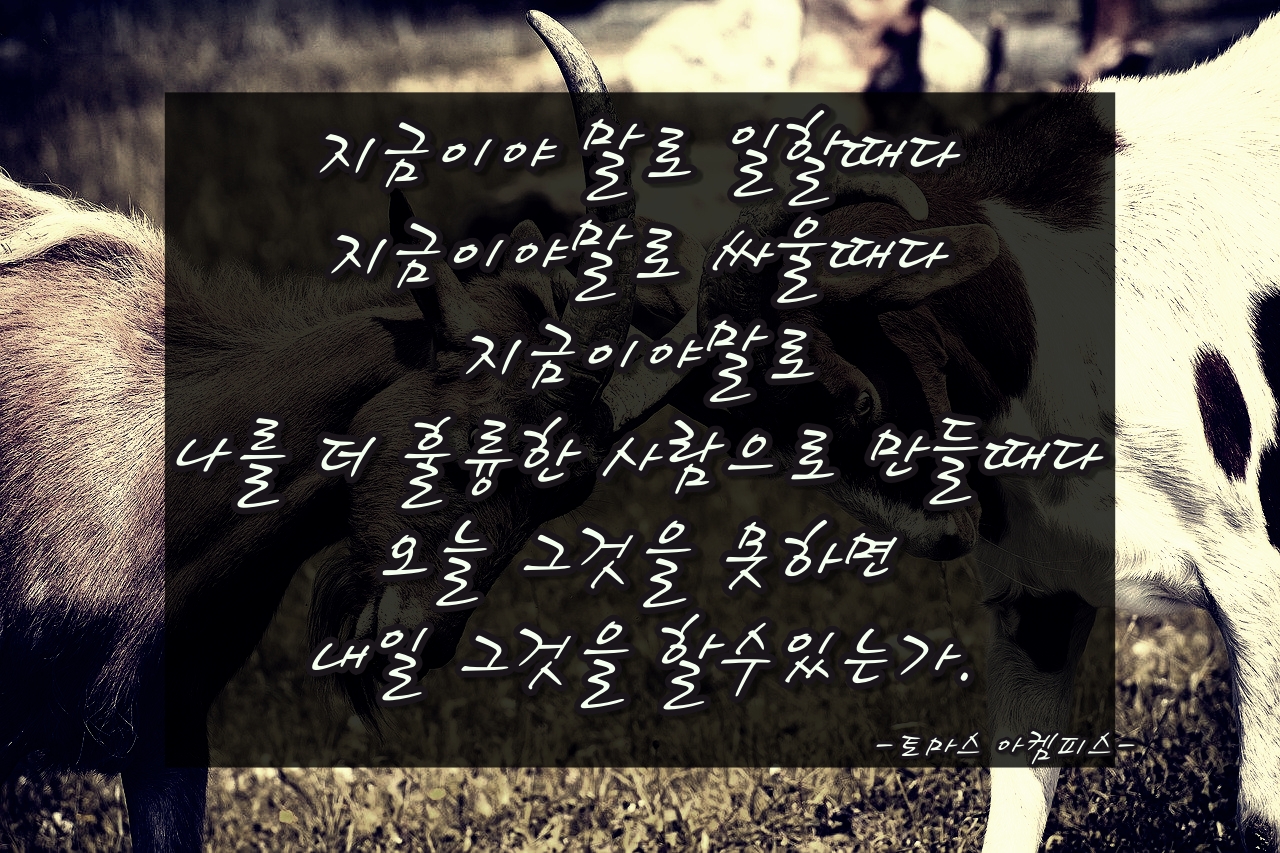 지금이야 말로 일할때다
지금이야말로 싸울때다
지금이야말로
나를 더 훌륭한 사람으로 만들때다
오늘 그것을 못하면
내일 그것을 할수있는가.
-토마스 아켐피스-